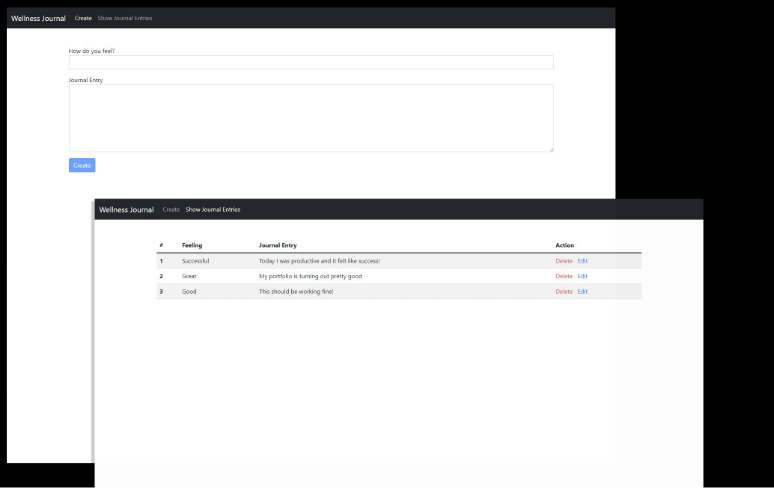 Wellness Journal Create Show Journal Entries
How do you feel?
Journal Entry
Create
Wellness Journal Create Show Journal Entries
# Feeling Journal Entry Action
1 Successful Today I was productive and it felt like success! Delete Edit
2 Great My portfolio is turning out pretty good Delete Edit
3 Good This should be working fine! Delete Edit